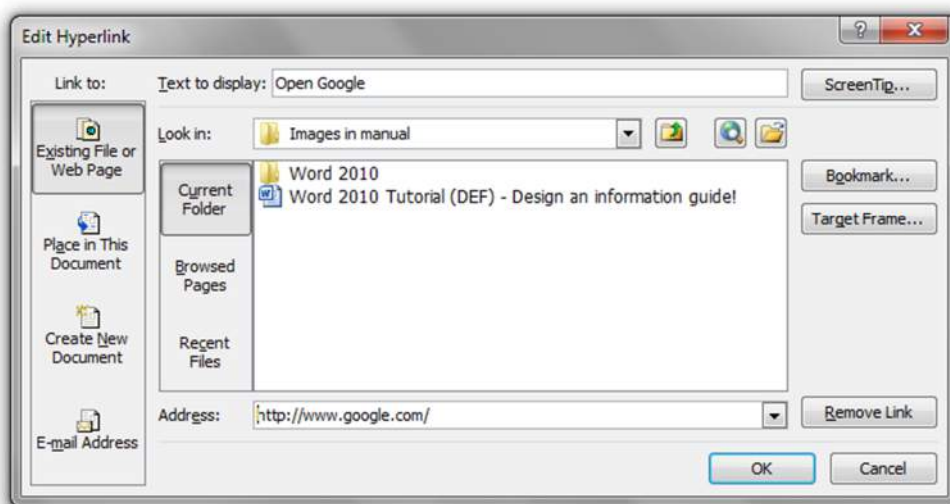 Edit Hyperlink
Link to:
Text to display: Open Google
ScreenTip...
Existing File or
Web Page
Place in This
Document
Create New
Document
E-mail Address
Look in: Images in manual
Current
Folder
Browsed
Pages
Recent
Files
Word 2010
Word 2010 Tutorial (DEF) - Design an information guide!
Bookmark...
Target Frame...
Address: http://www.google.com/
Remove Link
OK
Cancel